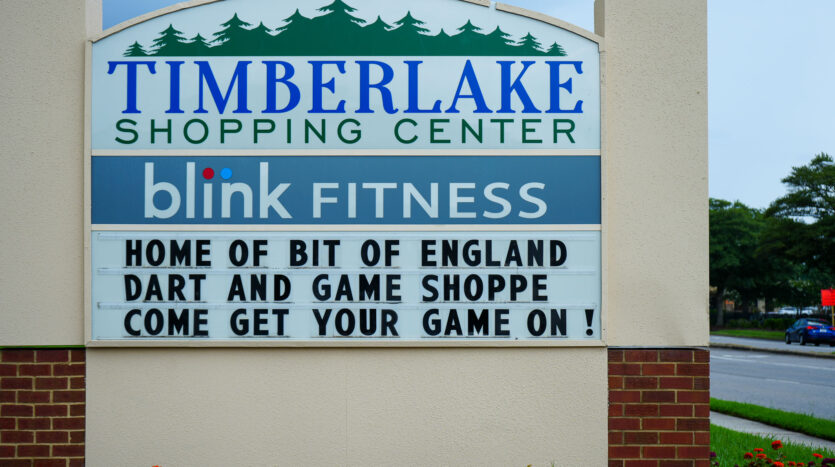 TIMBERLAKE
SHOPPING CENTER
blink FITNESS
HOME OF BIT OF ENGLAND
DART AND GAME SHOPPE
COME GET YOUR GAME ON !